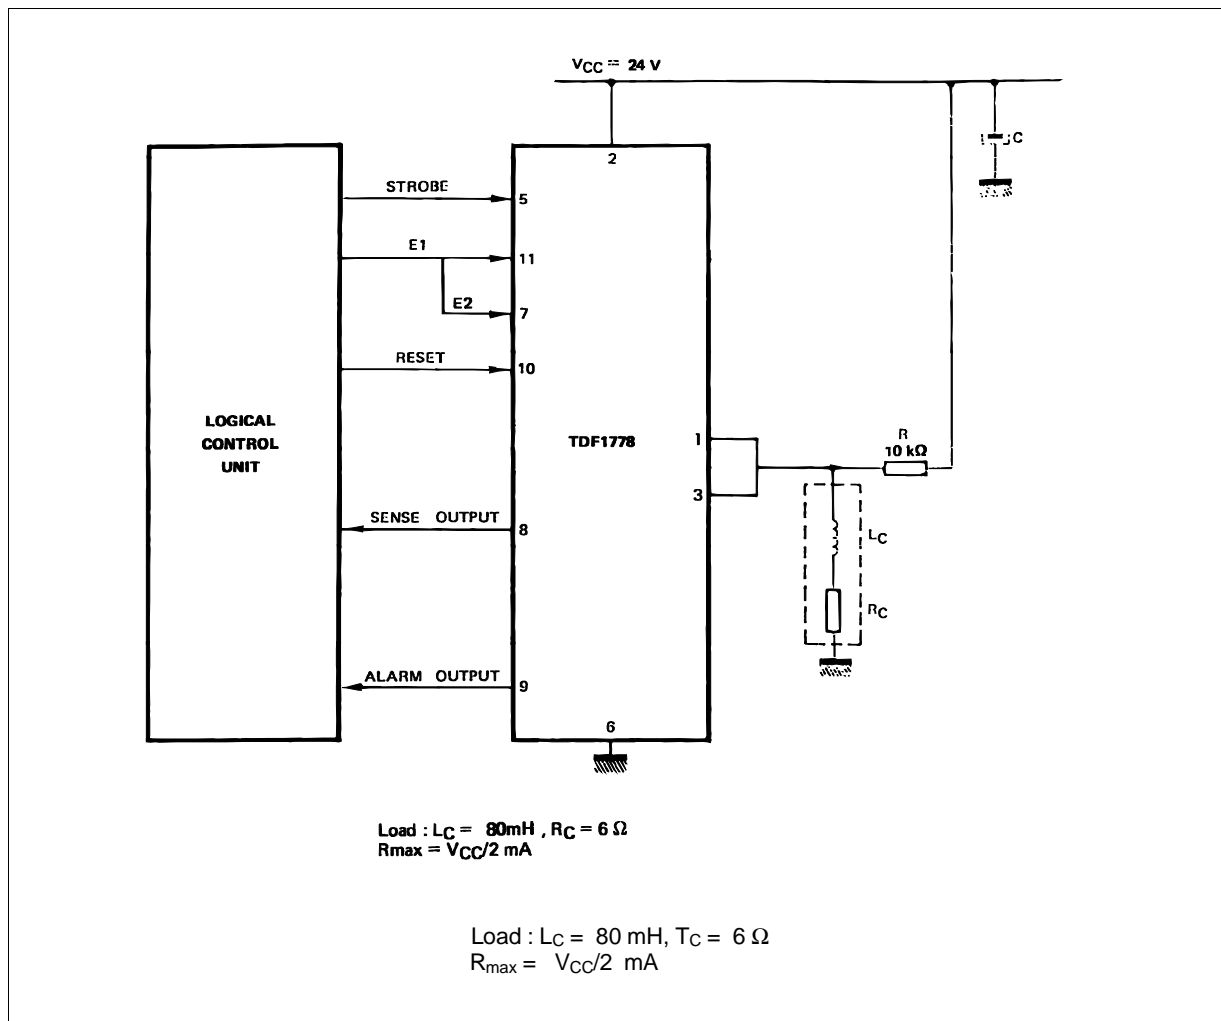 VCC = 24 V
C
2
STROBE
5
E1
11
E2
7
RESET
10
LOGICAL
CONTROL
UNIT
TDF1778
1
3
R
10 kΩ
LC
RC
SENSE OUTPUT
8
ALARM OUTPUT
9
6
Load : LC = 80mH , RC = 6 Ω
Rmax = VCC/2 mA
Load : LC = 80 mH, TC = 6 Ω
Rmax = VCC/2 mA